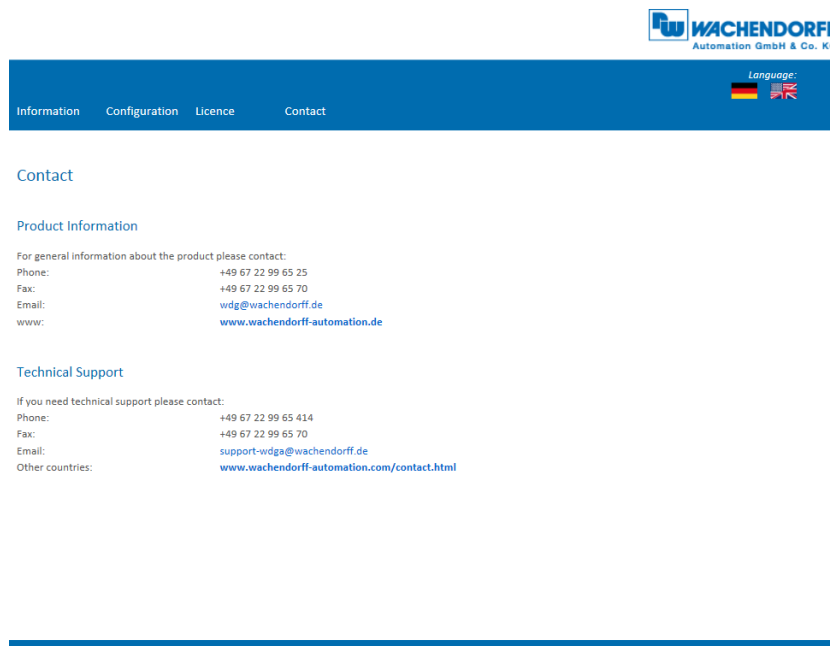 WACHENDORFF
Automation GmbH & Co.
Language:
Information Configuration Licence Contact
Contact
Product Information
For general information about the product please contact:
Phone: +49 67 22 99 65 25
Fax: +49 67 22 99 65 70
Email: wdg@wachendorff.de
www: www.wachendorff-automation.de
Technical Support
If you need technical support please contact:
Phone: +49 67 22 99 65 414
Fax: +49 67 22 99 65 70
Email: support-wdga@wachendorff.de
Other countries: www.wachendorff-automation.com/contact.html